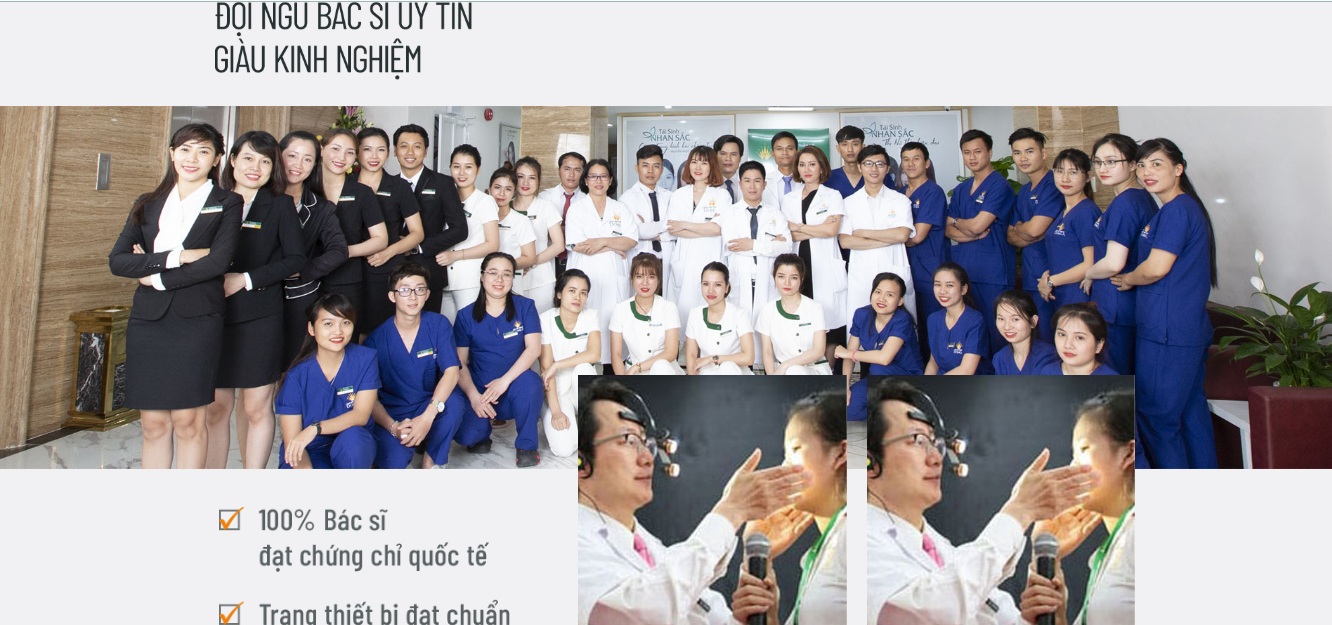 ĐỘI NGŨ BÁC SĨ UY TÍN
GIÀU KINH NGHIỆM
Tái Sinh
NHAN SẮC
Tái Sinh
NHAN SẮC
100% Bác sĩ
đạt chứng chỉ quốc tế
Trang thiết bị đạt chuẩn